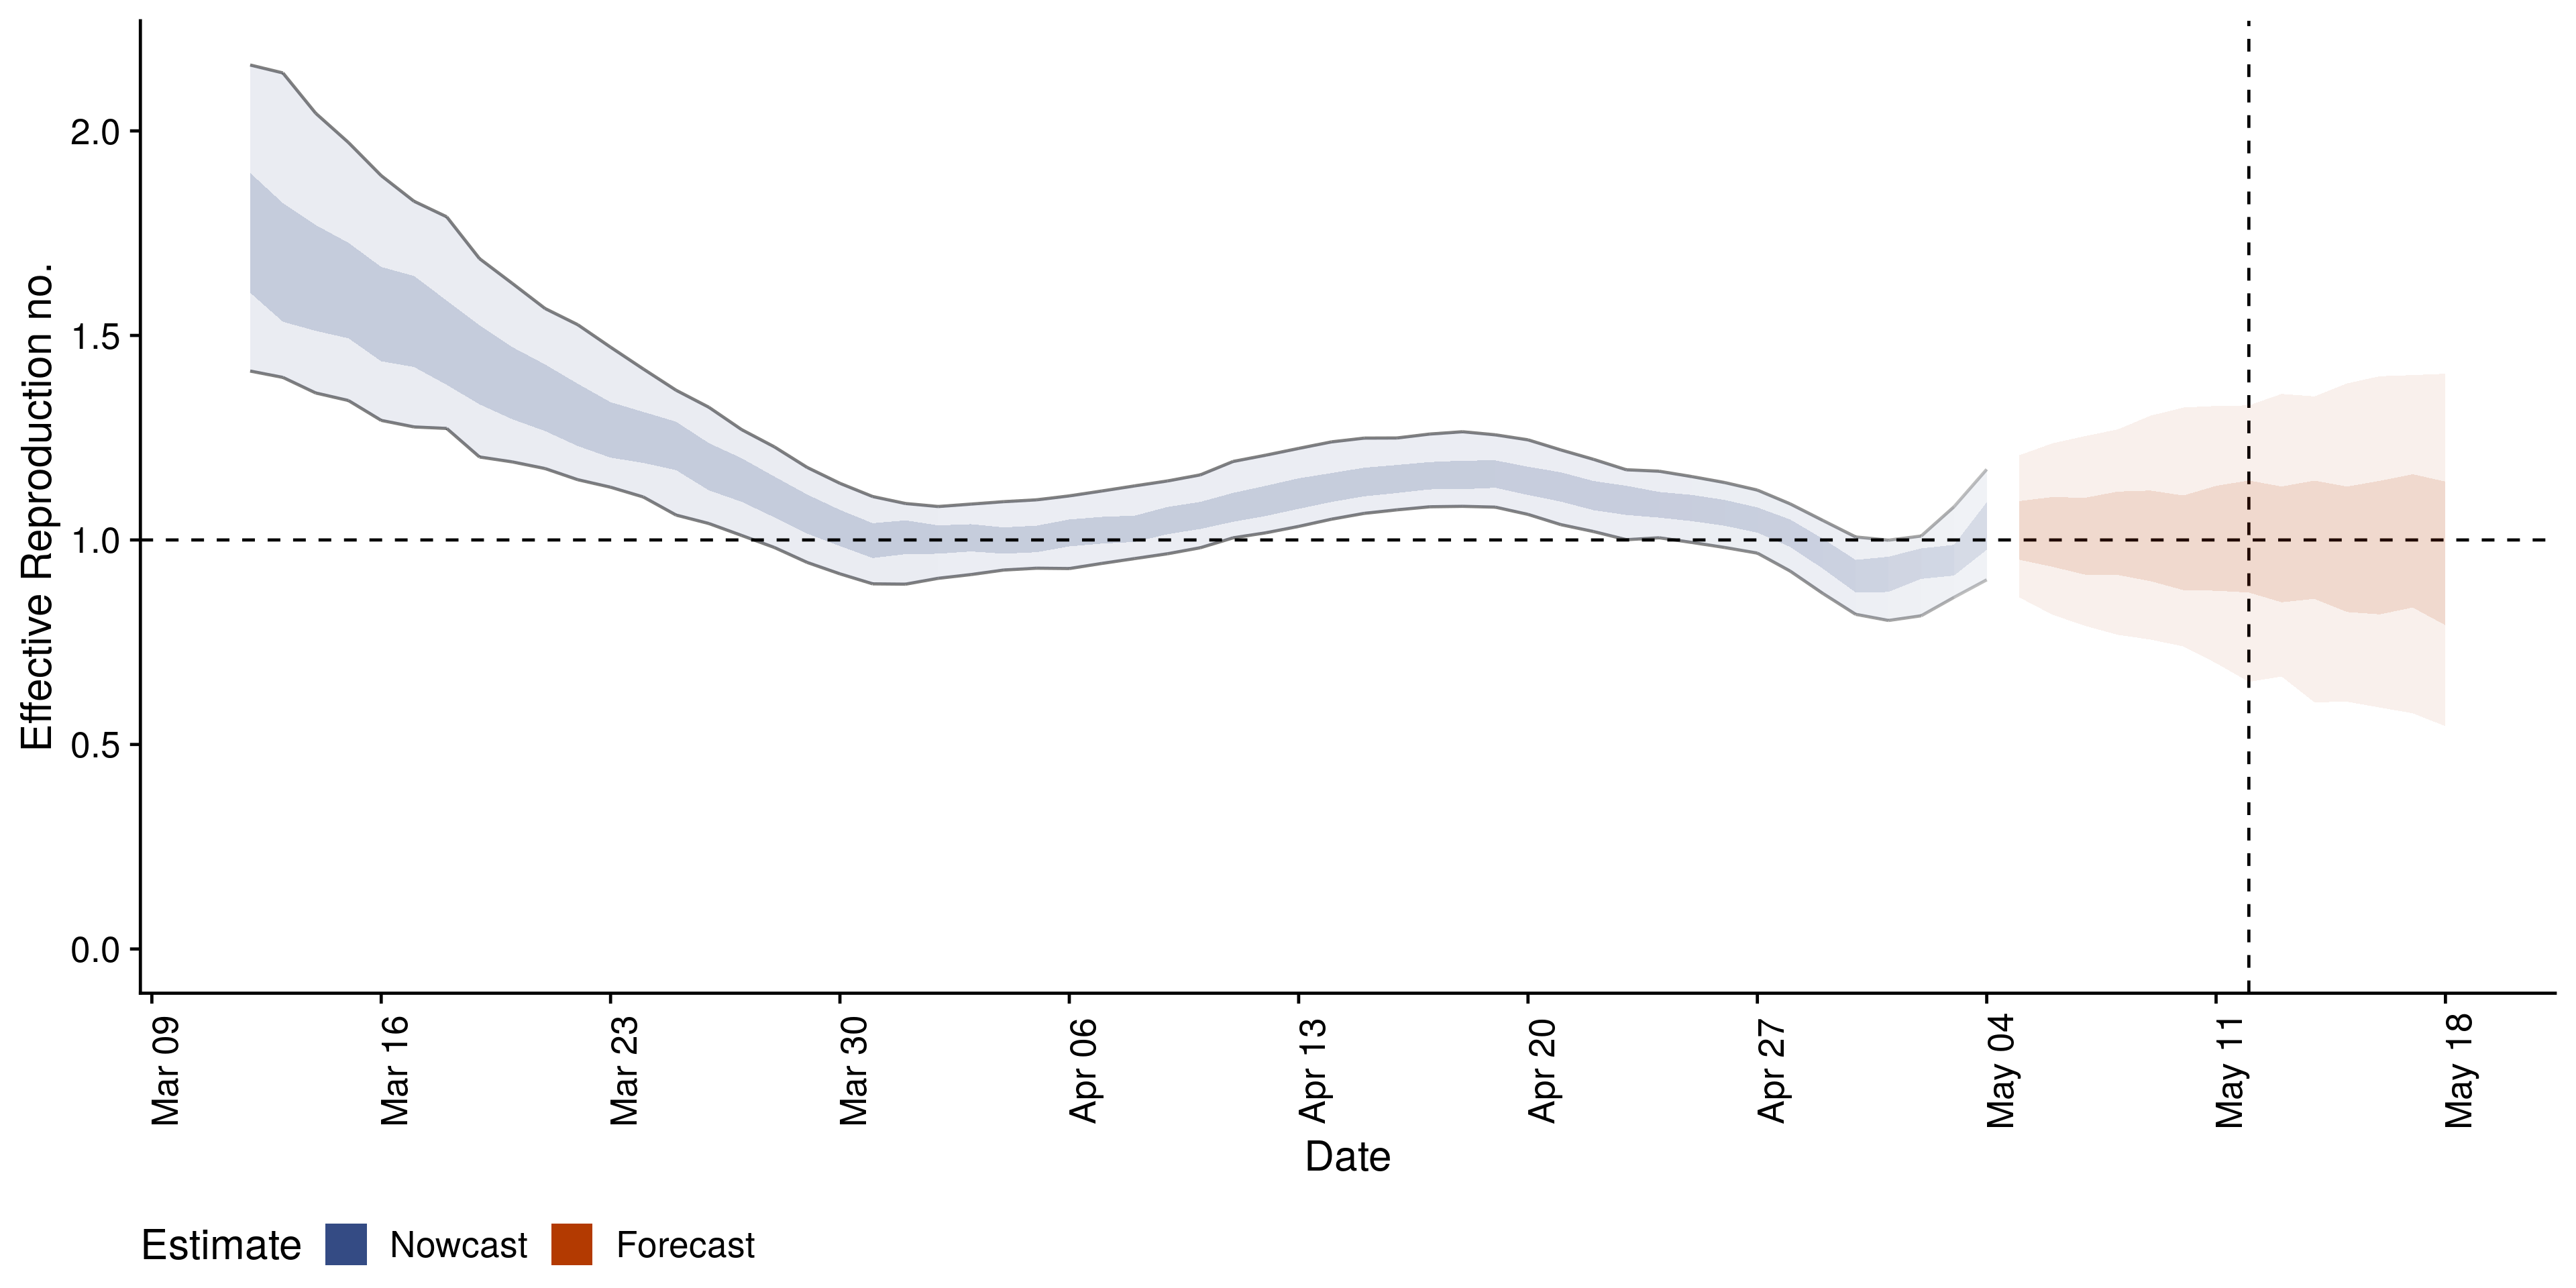 Effective Reproduction no.
2.0
1.5
1.0
0.5
0.0
Mar 09
Mar 16
Mar 23
Mar 30
Apr 06
Apr 13
Apr 20
Apr 27
May 04
May 11
May 18
Date
Estimate Nowcast Forecast